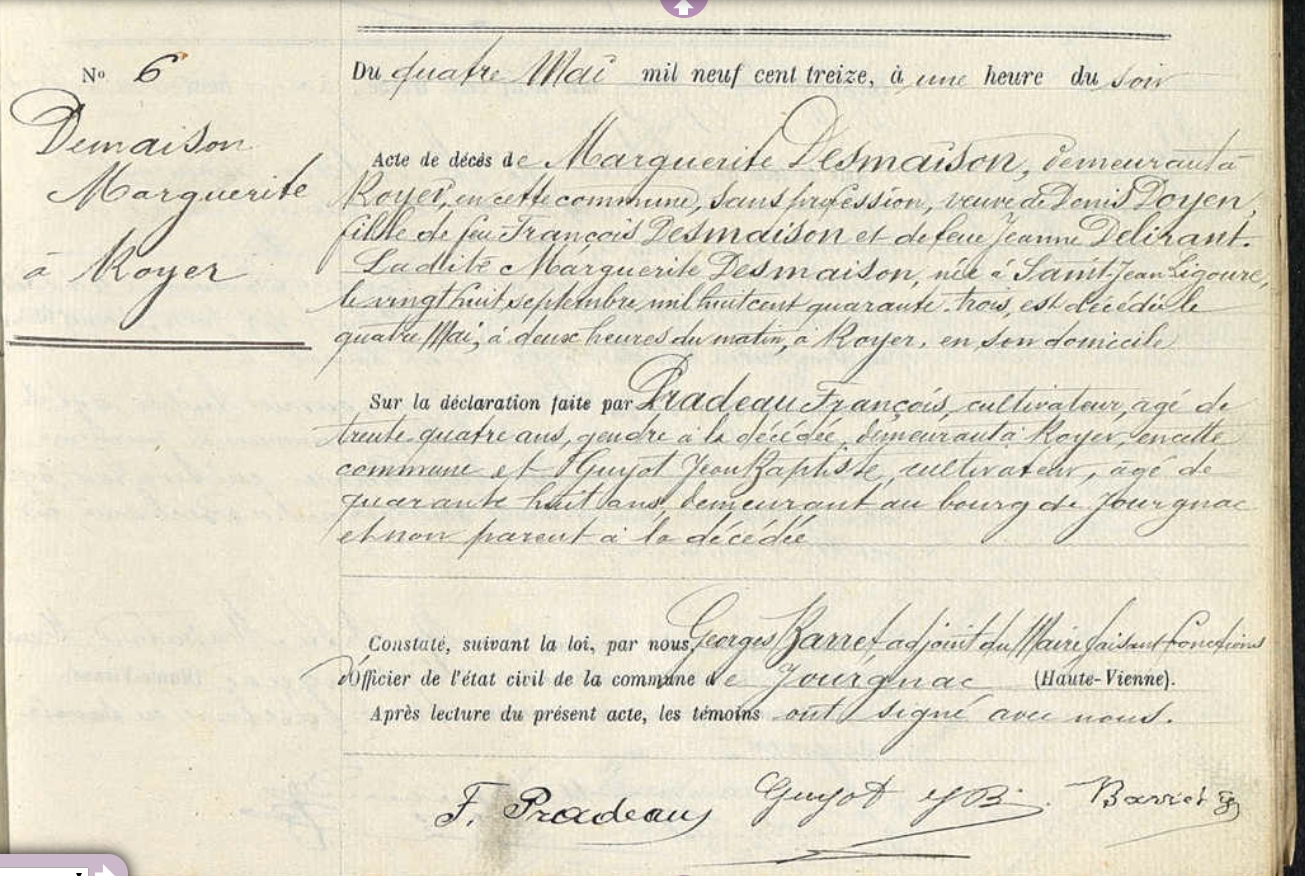 Nº 6
Demaison
Marguerite
à Royer
Du quatre Mai mil neuf cent treize, à une heure du soir
Acte de décès de Marguerite Desmaison, demeurant à
Royer, en cette commune, sans profession, veuve de Denis Doyen,
fille de feu François Desmaison et de feue Jeanne Delirant.
Ladite Marguerite Desmaison, née à Saint-Jean Ligoure,
le vingt huit septembre mil huit cent quarante-trois, est décédée le
quatre Mai, à deux heures du matin, à Royer, en son domicile
Sur la déclaration faite par Pradeau François, cultivateur, âgé de
trente quatre ans, gendre à la décédée, demeurant à Royer, en cette
commune et Guyot Jean Baptiste, cultivateur, âgé de
quarante huit ans, demeurant au bourg de Jourgnac
et non parent à la décédée
Constaté, suivant la loi, par nous, Georges Barret, adjoint du Maire faisant fonctions
d'Officier de l'état civil de la commune de Jourgnac (Haute-Vienne).
Après lecture du présent acte, les témoins ont signé avec nous.
F. Pradeau Guyot JB Barret G